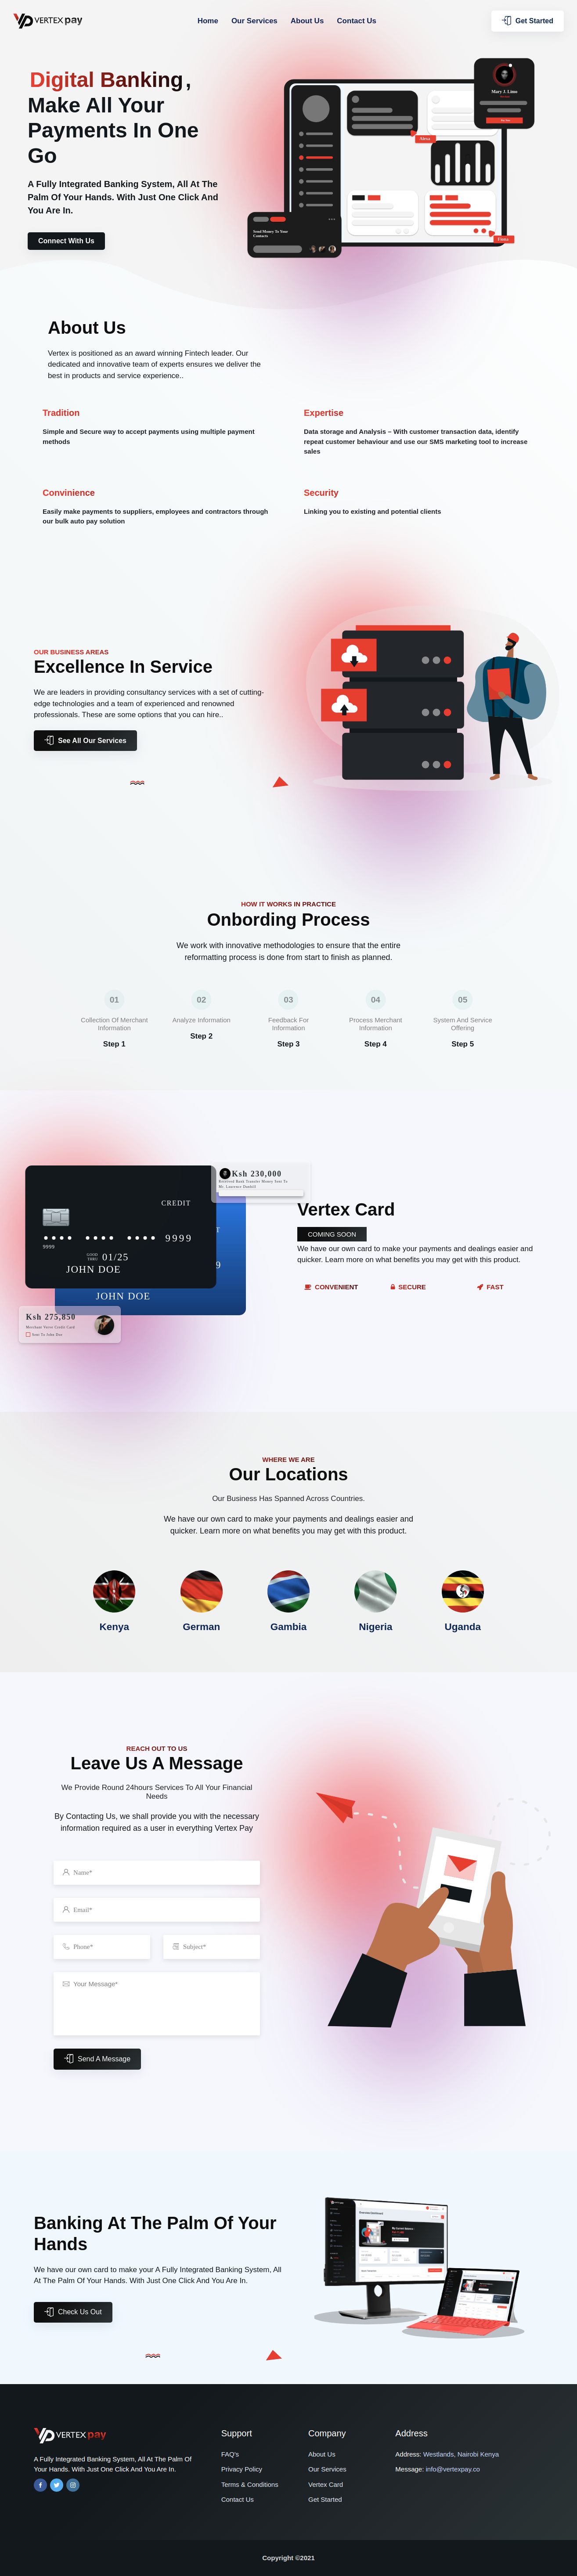 VERTEX pay
Home
Our Services
About Us
Contact Us
Get Started
Digital Banking,
Make All Your
Payments In One
Go
A Fully Integrated Banking System, All At The
Palm Of Your Hands. With Just One Click And
You Are In.
Connect With Us
Mary J. Linus
Send Money To Your
Contacts
About Us
Vertex is positioned as an award winning Fintech leader. Our
dedicated and innovative team of experts ensures we deliver the
best in products and service experience..
Tradition
Simple and Secure way to accept payments using multiple payment
methods
Expertise
Data storage and Analysis – With customer transaction data, identify
repeat customer behaviour and use our SMS marketing tool to increase
sales
Convinience
Easily make payments to suppliers, employees and contractors through
our bulk auto pay solution
Security
Linking you to existing and potential clients
OUR BUSINESS AREAS
Excellence In Service
We are leaders in providing consultancy services with a set of cutting-
edge technologies and a team of experienced and renowned
professionals. These are some options that you can hire..
See All Our Services
HOW IT WORKS IN PRACTICE
Onbording Process
We work with innovative methodologies to ensure that the entire
reformatting process is done from start to finish as planned.
01
Collection Of Merchant
Information
Step 1
02
Analyze Information
Step 2
03
Feedback For
Information
Step 3
04
Process Merchant
Information
Step 4
05
System And Service
Offering
Step 5
Ksh 230,000
Received Bank Transfer Money Sent To
Mr. Laurence Dombill
CREDIT
9999
9999
GOOD
THRU
01/25
JOHN DOE
JOHN DOE
Ksh 275,850
Merchant Verve Credit Card
Sent To John Doe
Vertex Card
COMING SOON
We have our own card to make your payments and dealings easier and
quicker. Learn more on what benefits you may get with this product.
CONVENIENT
SECURE
FAST
WHERE WE ARE
Our Locations
Our Business Has Spanned Across Countries.
We have our own card to make your payments and dealings easier and
quicker. Learn more on what benefits you may get with this product.
Kenya
German
Gambia
Nigeria
Uganda
REACH OUT TO US
Leave Us A Message
We Provide Round 24hours Services To All Your Financial
Needs
By Contacting Us, we shall provide you with the necessary
information required as a user in everything Vertex Pay
Name*
Email*
Phone*
Subject*
Your Message*
Send A Message
Banking At The Palm Of Your
Hands
We have our own card to make your A Fully Integrated Banking System, All
At The Palm Of Your Hands. With Just One Click And You Are In.
Check Us Out
VERTEX pay
A Fully Integrated Banking System, All At The Palm Of
Your Hands. With Just One Click And You Are In.
Support
FAQ's
Privacy Policy
Terms & Conditions
Contact Us
Company
About Us
Our Services
Vertex Card
Get Started
Address
Address: Westlands, Nairobi Kenya
Message: info@vertexpay.co
Copyright ©2021